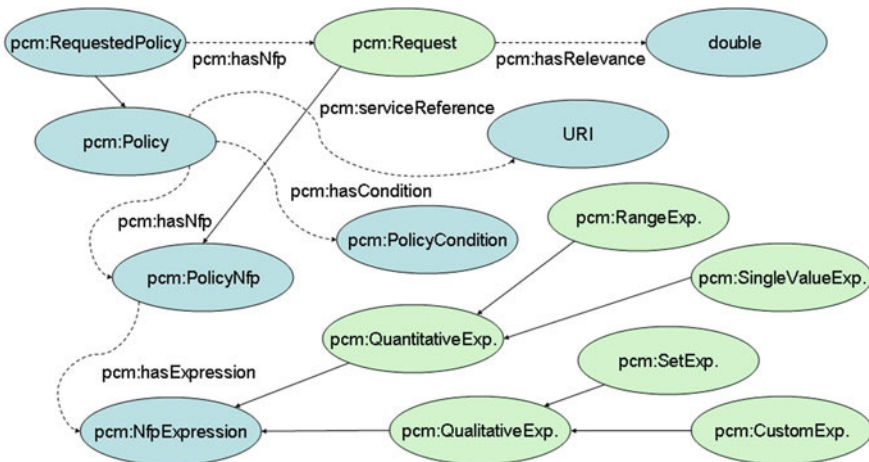 pcm:RequestedPolicy
pcm:hasNfp
pcm:Request
pcm:hasRelevance
double
pcm:serviceReference
pcm:Policy
URI
pcm:hasCondition
pcm:hasNfp
pcm:RangeExp.
pcm:PolicyCondition
pcm:PolicyNfp
pcm:SingleValueExp.
pcm:QuantitativeExp.
pcm:SetExp.
pcm:hasExpression
pcm:NfpExpression
pcm:QualitativeExp.
pcm:CustomExp.